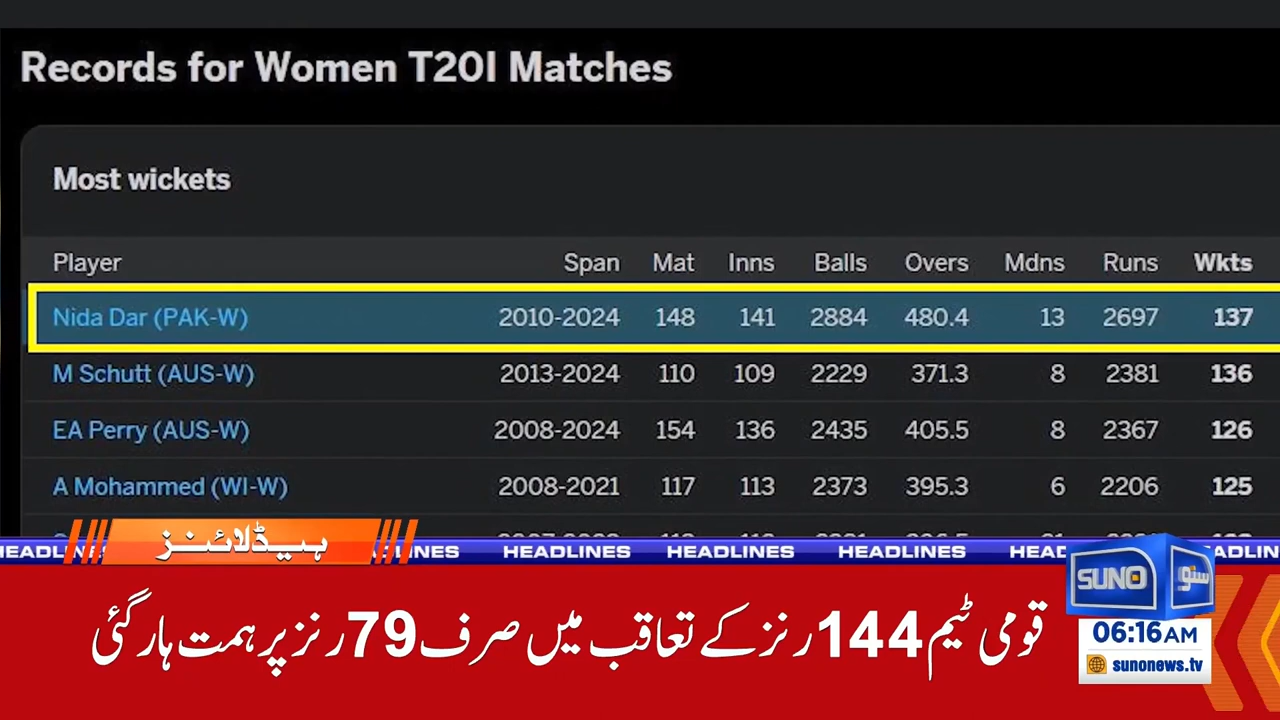 Records for Women T20I Matches
Most wickets
Player Span Mat Inns Balls Overs Mdns Runs Wkts
Nida Dar (PAK-W) 2010-2024 148 141 2884 480.4 13 2697 137
M Schutt (AUS-W) 2013-2024 110 109 2229 371.3 8 2381 136
EA Perry (AUS-W) 2008-2024 154 136 2435 405.5 8 2367 126
A Mohammed (WI-W) 2008-2021 117 113 2373 395.3 6 2206 125
ہیڈلائنز
HEADLINES HEADLINES HEADLINES
SUNO سنو
قومی ٹیم 144 رنز کے تعاقب میں صرف 79 رنز پر ہمت ہار گئی
06:16 AM
sunonews.tv